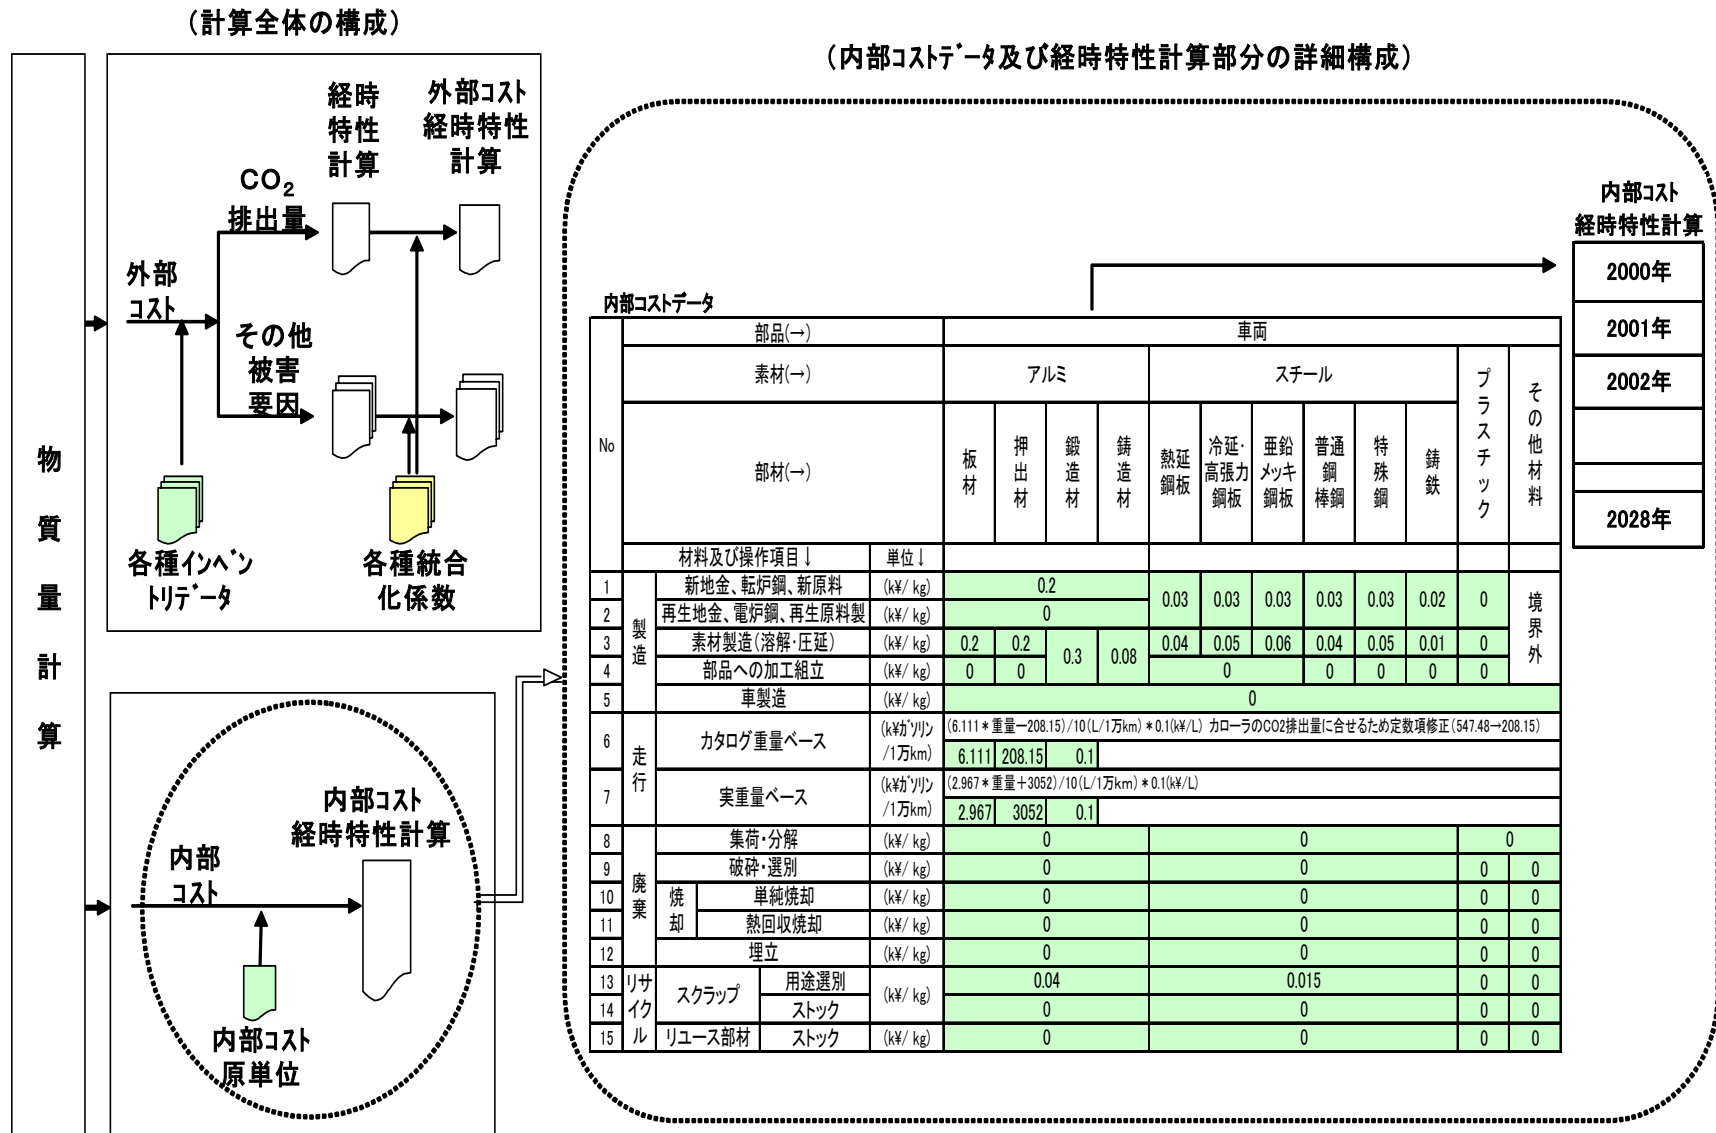 (計算全体の構成)
(内部コストデータ及び経時特性計算部分の詳細構成)
物質量計算
経時
特性
計算
外部コスト
経時特性
計算
CO₂
排出量
外部
コスト
その他
被害
要因
各種インベン
トリデータ
各種統合
化係数
内部コスト
経時特性計算
内部
コスト
内部コスト
原単位
内部コスト
経時特性計算
2000年
2001年
2002年
2028年
内部コストデータ
No 部品(→) 車両
素材(→) アルミ スチール プラスチック その他材料
部材(→) 板材 押出材 鍛造材 鋳造材 熱延鋼板 冷延・高張力鋼板 亜鉛メッキ鋼板 普通鋼棒鋼 特殊鋼 鋳鉄
材料及び操作項目↓ 単位↓
1 製造 新地金、転炉鋼、新原料 (k¥/kg) 0.2 0.03 0.03 0.03 0.03 0.03 0.02 0 境界外
2 再生地金、電炉鋼、再生原料製 (k¥/kg) 0
3 素材製造(溶解・圧延) (k¥/kg) 0.2 0.2 0.3 0.08 0.04 0.05 0.06 0.04 0.05 0.01 0
4 部品への加工組立 (k¥/kg) 0 0 0 0 0 0 0
5 車製造 (k¥/kg) 0
6 走行 カタログ重量ベース (k¥ガソリン/1万km) (6.111*重量ー208.15)/10(L/1万km)*0.1(k¥/L) カローラのCO2排出量に合せるため定数項修正(547.48→208.15)
6.111 208.15 0.1
7 実重量ベース (k¥ガソリン/1万km) (2.967*重量+3052)/10(L/1万km)*0.1(k¥/L)
2.967 3052 0.1
8 廃棄 集荷・分解 (k¥/kg) 0 0 0
9 破砕・選別 (k¥/kg) 0 0 0 0
10 焼却 単純焼却 (k¥/kg) 0 0 0 0
11 熱回収焼却 (k¥/kg) 0 0 0 0
12 埋立 (k¥/kg) 0 0 0 0
13 リサイクル スクラップ 用途選別 (k¥/kg) 0.04 0.015 0 0
14 ストック 0 0 0 0
15 リユース部材 ストック (k¥/kg) 0 0 0 0